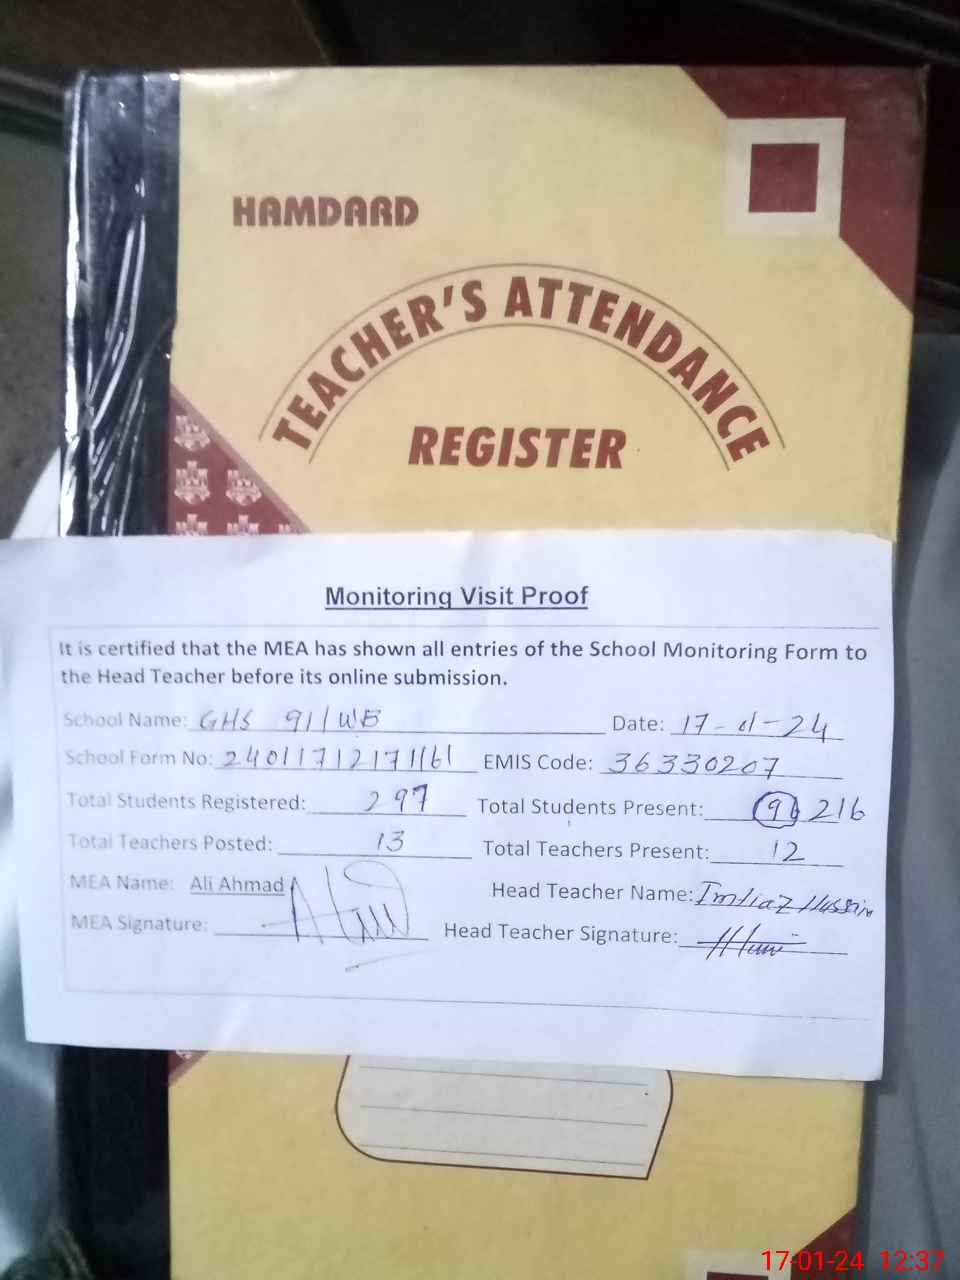 HAMDARD
TEACHER'S ATTENDANCE
REGISTER
Monitoring Visit Proof
It is certified that the MEA has shown all entries of the School Monitoring Form to
the Head Teacher before its online submission.
School Name: GHS 91/WB Date: 17-01-24
School Form No: 24011712171161 EMIS Code: 36330207
Total Students Registered: 297 Total Students Present: 216
Total Teachers Posted: 13 Total Teachers Present: 12
MEA Name: Ali Ahmad Head Teacher Name: Imtiaz Hussain
MEA Signature: Head Teacher Signature:
17-01-24 12:37